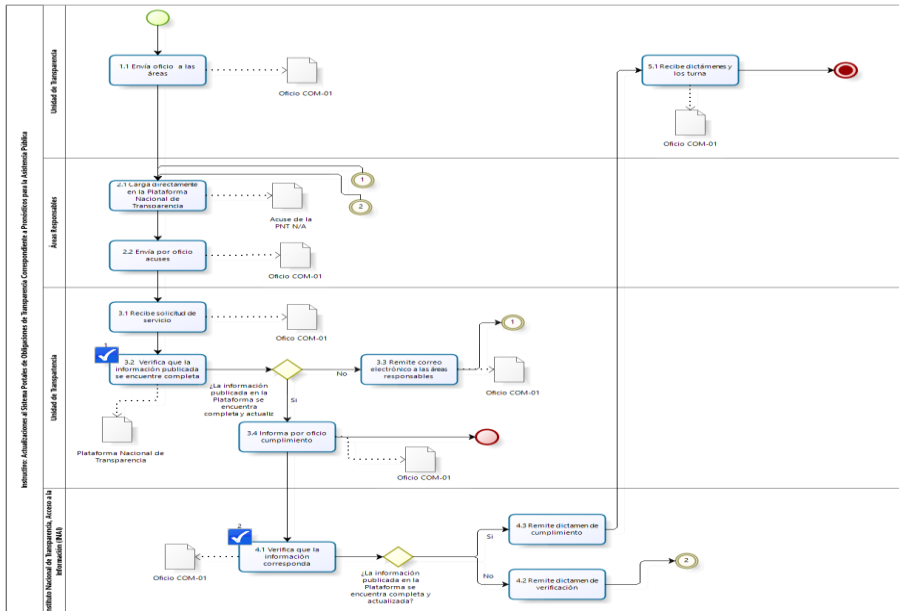 Instructivo: Actualizaciones al Sistema Portales de Obligaciones de Transparencia Correspondiente a Pronósticos para la Asistencia Pública
Unidad de Transparencia
1.1 Envía oficio a las
áreas
Oficio COM-01
5.1 Recibe dictámenes y
los turna
Oficio COM-01
Áreas Responsables
1
2
2.1 Carga directamente
en la Plataforma
Nacional de
Transparencia
Acuse de la
PNT N/A
2.2 Envía por oficio
acuses
Oficio COM-01
Unidad de Transpatiencia
3.1 Recibe solicitud de
servicio
Ofico COM-01
1
3.2 Verifica que la
información publicada
se encuentre completa
Plataforma Nacional de
Transparencia
¿La información
publicada en la
Plataforma se
encuentra
completa y actualiz
No
Si
3.3 Remite correo
electrónico a las áreas
responsables
1
Oficio COM-01
3.4 Informa por oficio
cumplimiento
Oficio COM-01
Instituto Nacional de Transparencia, Acceso a la
Información (INAI)
2
4.1 Verifica que la
información
corresponda
Oficio COM-01
¿La información
publicada en la
Plataforma se
encuentra completa y
actualizada?
Si
No
4.3 Remite dictamen de
cumplimiento
4.2 Remite dictamen de
verificación
2